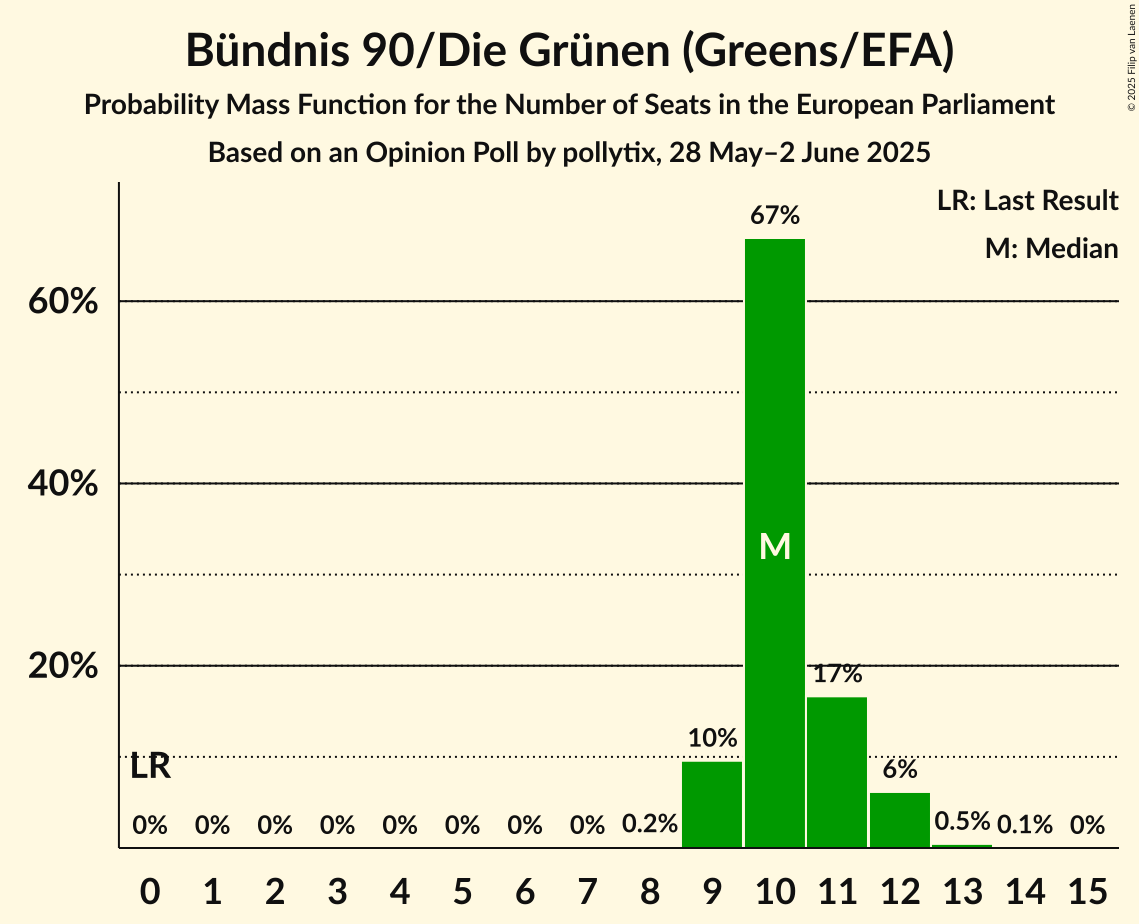 Bündnis 90/Die Grünen (Greens/EFA)
Probability Mass Function for the Number of Seats in the European Parliament
Based on an Opinion Poll by pollytix, 28 May–2 June 2025
© 2025 Filip van Laenen
LR: Last Result
M: Median
67%
60%
40%
M
20%
17%
10%
LR
6%
0% 0% 0% 0% 0% 0% 0% 0% 0.2% 0.5% 0.1% 0%
0 1 2 3 4 5 6 7 8 9 10 11 12 13 14 15